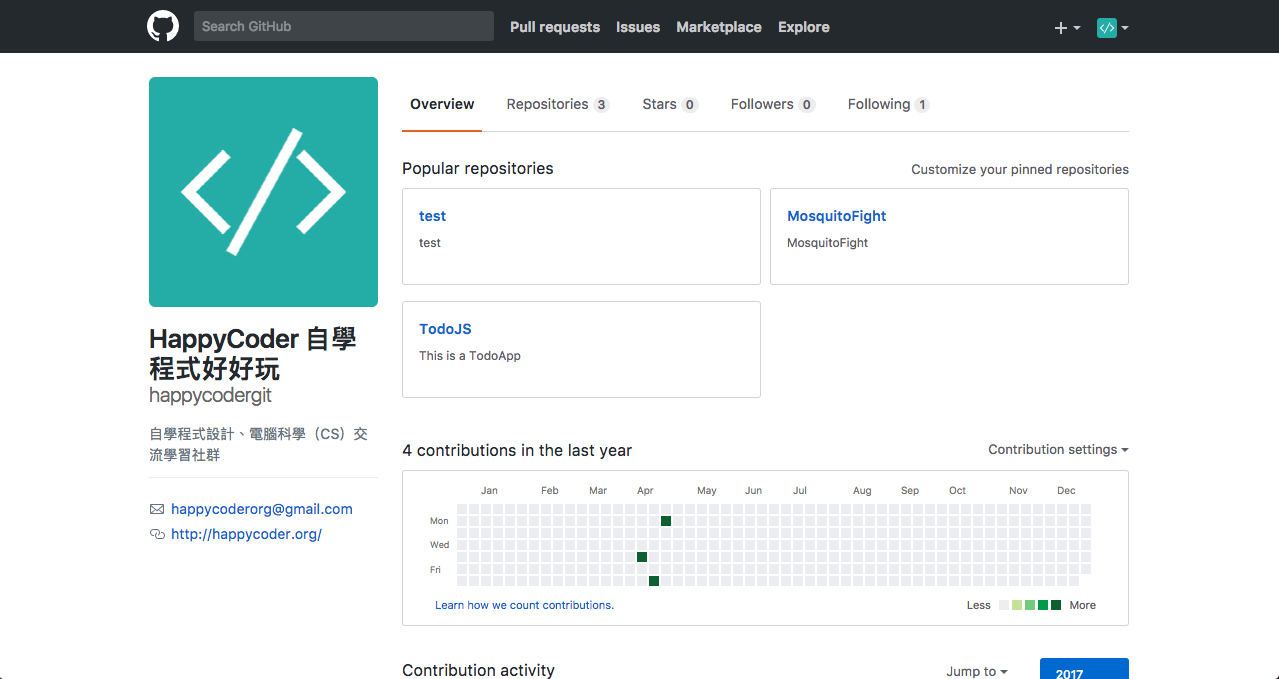 Search GitHub Pull requests Issues Marketplace Explore
Overview Repositories 3 Stars 0 Followers 0 Following 1
Popular repositories Customize your pinned repositories
test
test
MosquitoFight
MosquitoFight
TodoJS
This is a TodoApp
HappyCoder 自學
程式好好玩
happycodergit
自學程式設計、電腦科學（CS）交
流學習社群
happycoderorg@gmail.com
http://happycoder.org/
4 contributions in the last year Contribution settings
Jan Feb Mar Apr May Jun Jul Aug Sep Oct Nov Dec
Mon
Wed
Fri
Learn how we count contributions. Less More
Contribution activity Jump to 2017